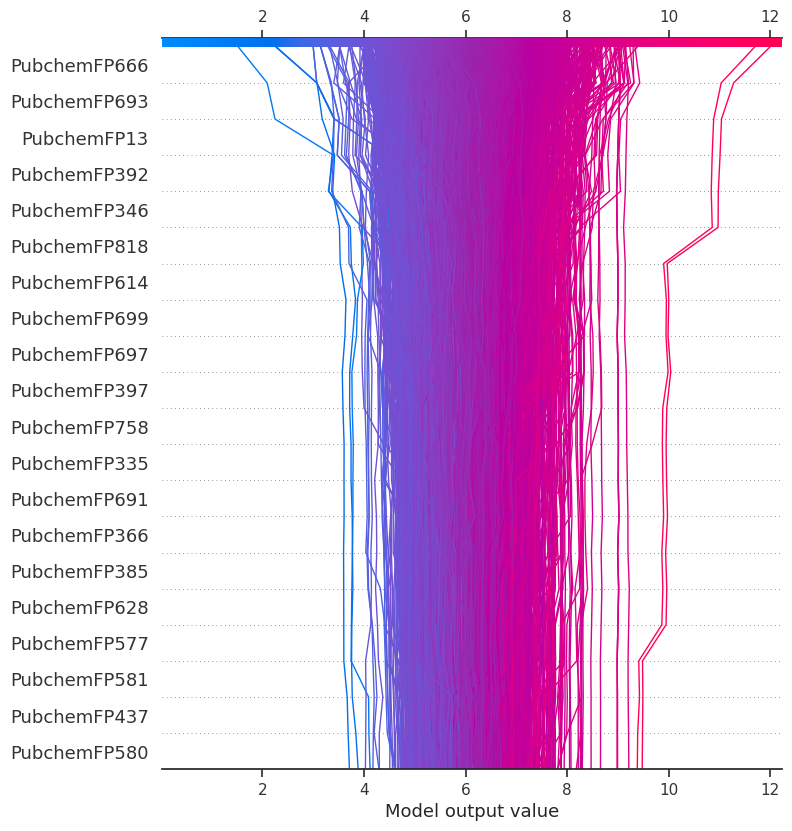 2 4 6 8 10 12
PubchemFP666
PubchemFP693
PubchemFP13
PubchemFP392
PubchemFP346
PubchemFP818
PubchemFP614
PubchemFP699
PubchemFP697
PubchemFP397
PubchemFP758
PubchemFP335
PubchemFP691
PubchemFP366
PubchemFP385
PubchemFP628
PubchemFP577
PubchemFP581
PubchemFP437
PubchemFP580
2 4 6 8 10 12
Model output value